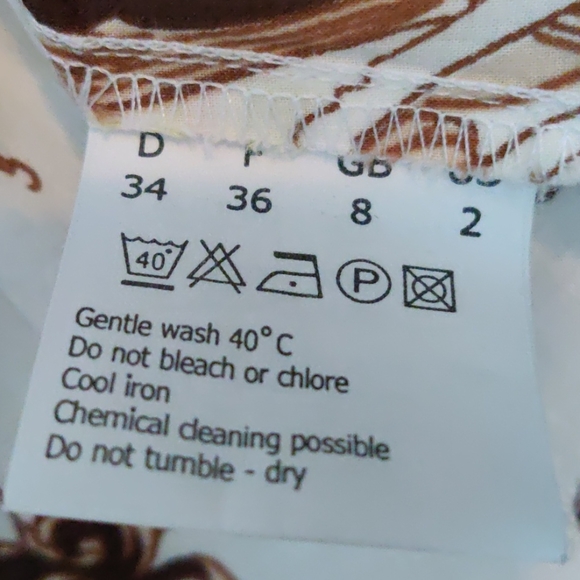 D GB
34 36 8 2
40° P
Gentle wash 40°C
Do not bleach or chlore
Cool iron
Chemical cleaning possible
Do not tumble - dry